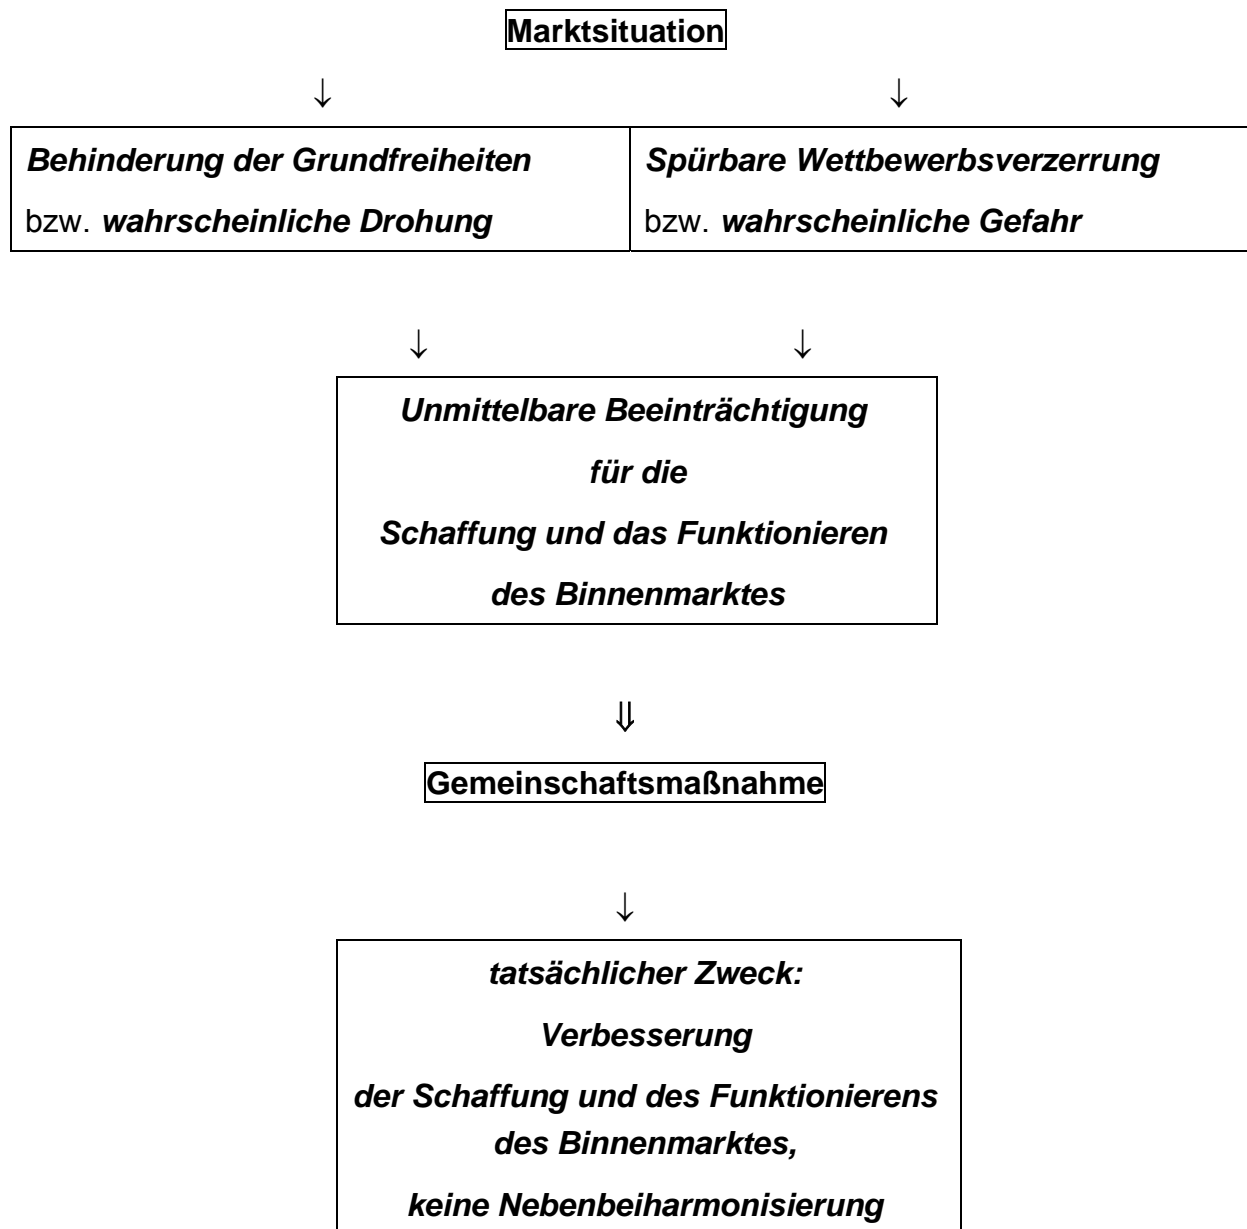 Marktsituation
↓ ↓
Behinderung der Grundfreiheiten
bzw. wahrscheinliche Drohung
Spürbare Wettbewerbsverzerrung
bzw. wahrscheinliche Gefahr
↓ ↓
Unmittelbare Beeinträchtigung
für die
Schaffung und das Funktionieren
des Binnenmarktes
⇓
Gemeinschaftsmaßnahme
↓
tatsächlicher Zweck:
Verbesserung
der Schaffung und des Funktionierens
des Binnenmarktes,
keine Nebenbeiharmonisierung